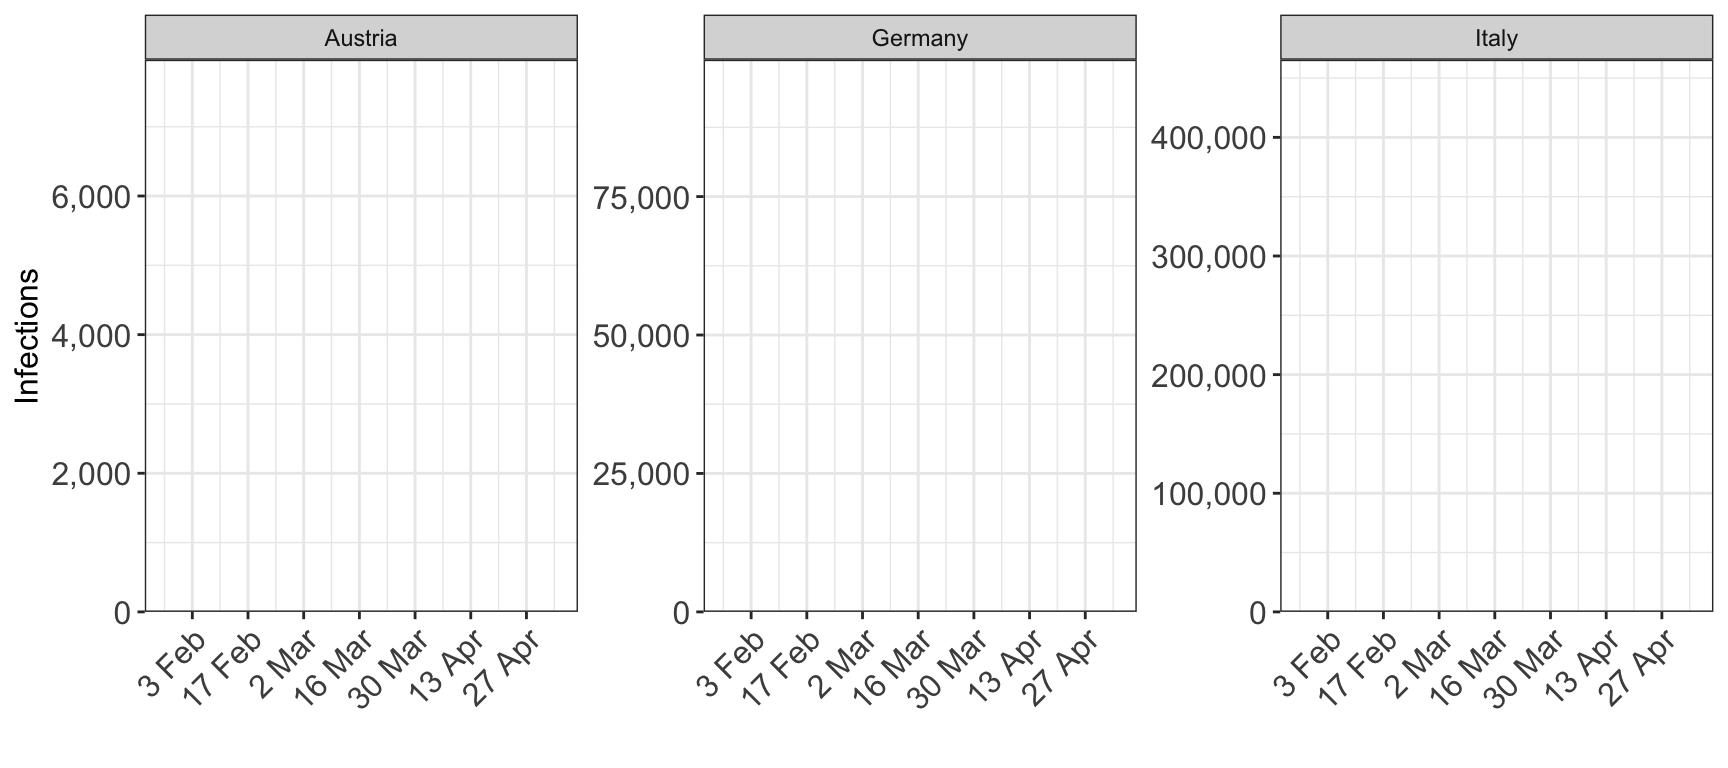 Austria
Germany
Italy
Infections
6,000
4,000
2,000
0
75,000
50,000
25,000
0
400,000
300,000
200,000
100,000
0
3 Feb
17 Feb
2 Mar
16 Mar
30 Mar
13 Apr
27 Apr
3 Feb
17 Feb
2 Mar
16 Mar
30 Mar
13 Apr
27 Apr
3 Feb
17 Feb
2 Mar
16 Mar
30 Mar
13 Apr
27 Apr